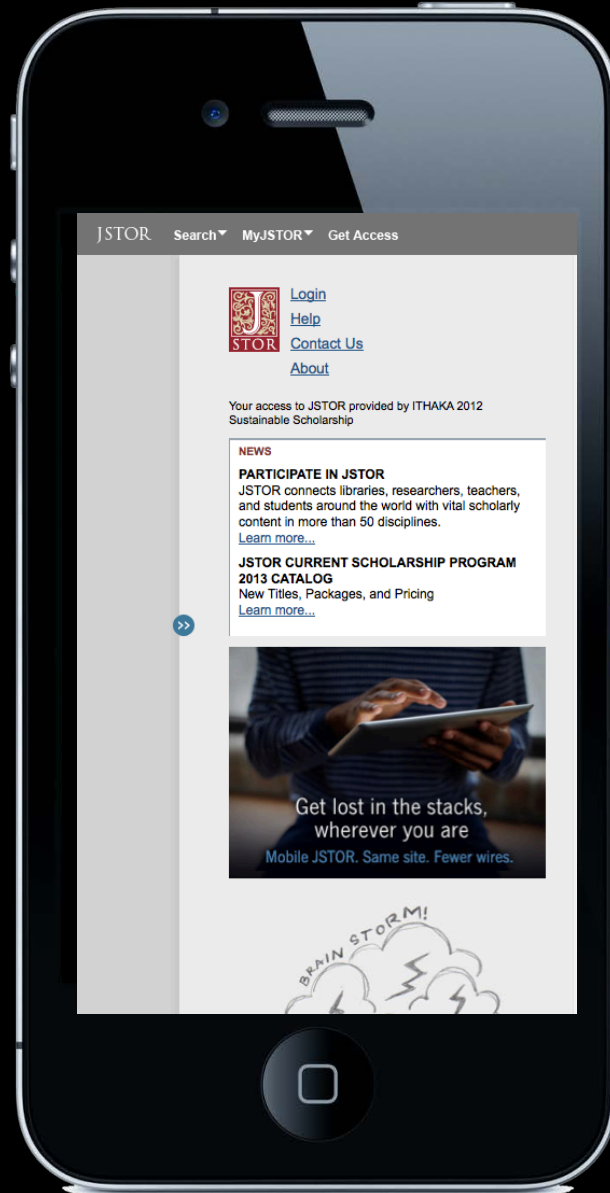 JSTOR Search MyJSTOR Get Access
J
STOR
Login
Help
Contact Us
About
Your access to JSTOR provided by ITHAKA 2012
Sustainable Scholarship
NEWS
PARTICIPATE IN JSTOR
JSTOR connects libraries, researchers, teachers,
and students around the world with vital scholarly
content in more than 50 disciplines.
Learn more...
JSTOR CURRENT SCHOLARSHIP PROGRAM
2013 CATALOG
New Titles, Packages, and Pricing
Learn more...
>>
Get lost in the stacks,
wherever you are
Mobile JSTOR. Same site. Fewer wires.
BRAIN STORM!